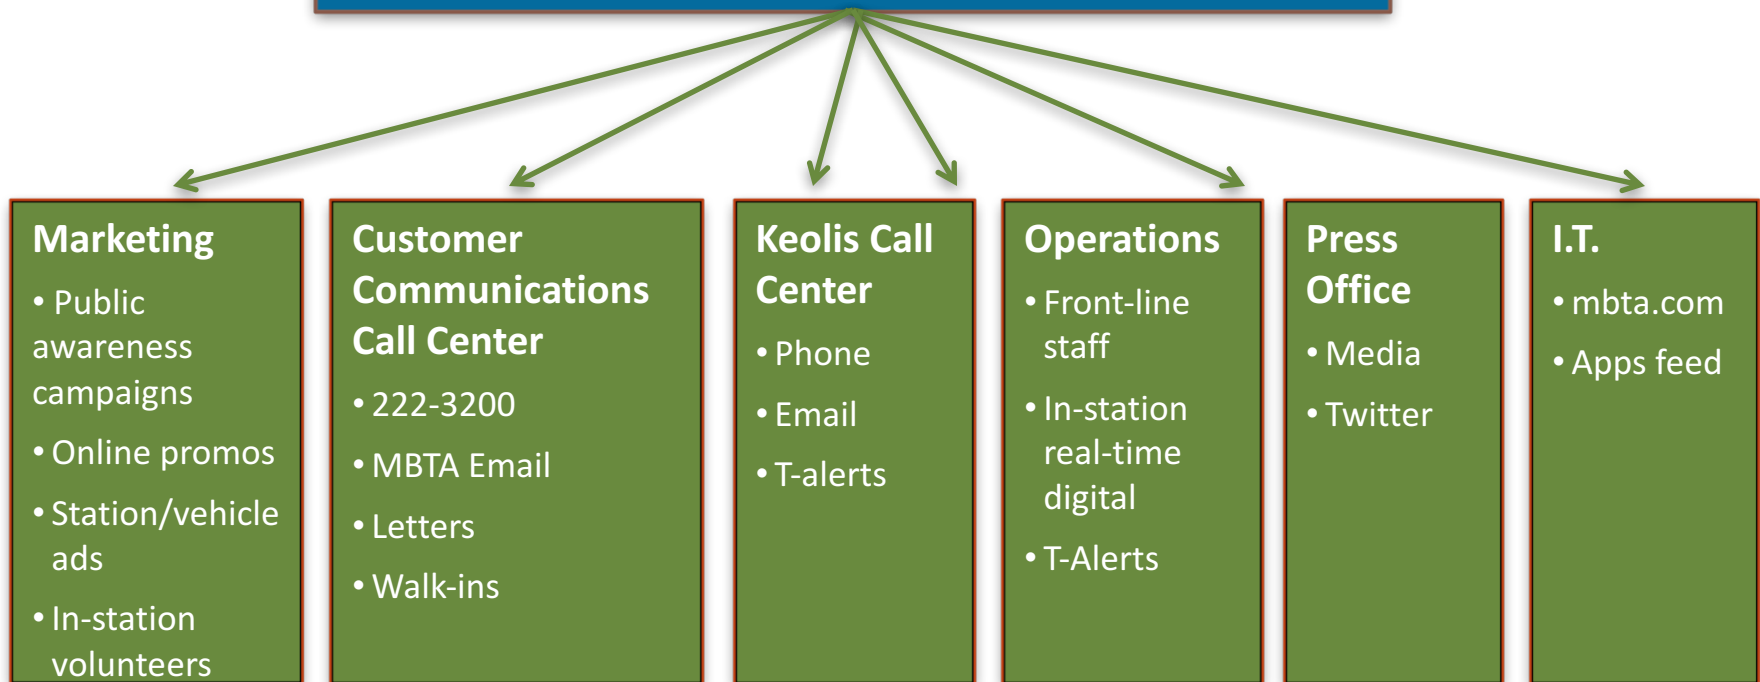 Marketing
• Public
awareness
campaigns
• Online promos
• Station/vehicle
ads
• In-station
volunteers
Customer
Communications
Call Center
• 222-3200
• MBTA Email
• Letters
• Walk-ins
Keolis Call
Center
• Phone
• Email
• T-alerts
Operations
• Front-line
staff
• In-station
real-time
digital
• T-Alerts
Press
Office
• Media
• Twitter
I.T.
• mbta.com
• Apps feed